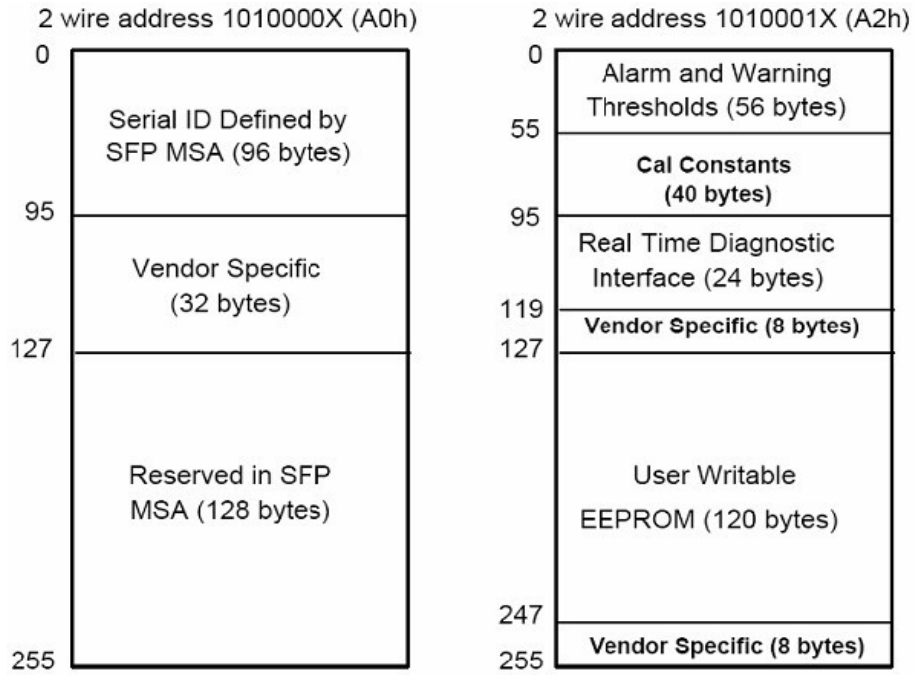 2 wire address 1010000X (A0h)
0
Serial ID Defined by
SFP MSA (96 bytes)
95
Vendor Specific
(32 bytes)
127
Reserved in SFP
MSA (128 bytes)
255
2 wire address 1010001X (A2h)
0
Alarm and Warning
Thresholds (56 bytes)
55
Cal Constants
(40 bytes)
95
Real Time Diagnostic
Interface (24 bytes)
119
Vendor Specific (8 bytes)
127
User Writable
EEPROM (120 bytes)
247
Vendor Specific (8 bytes)
255